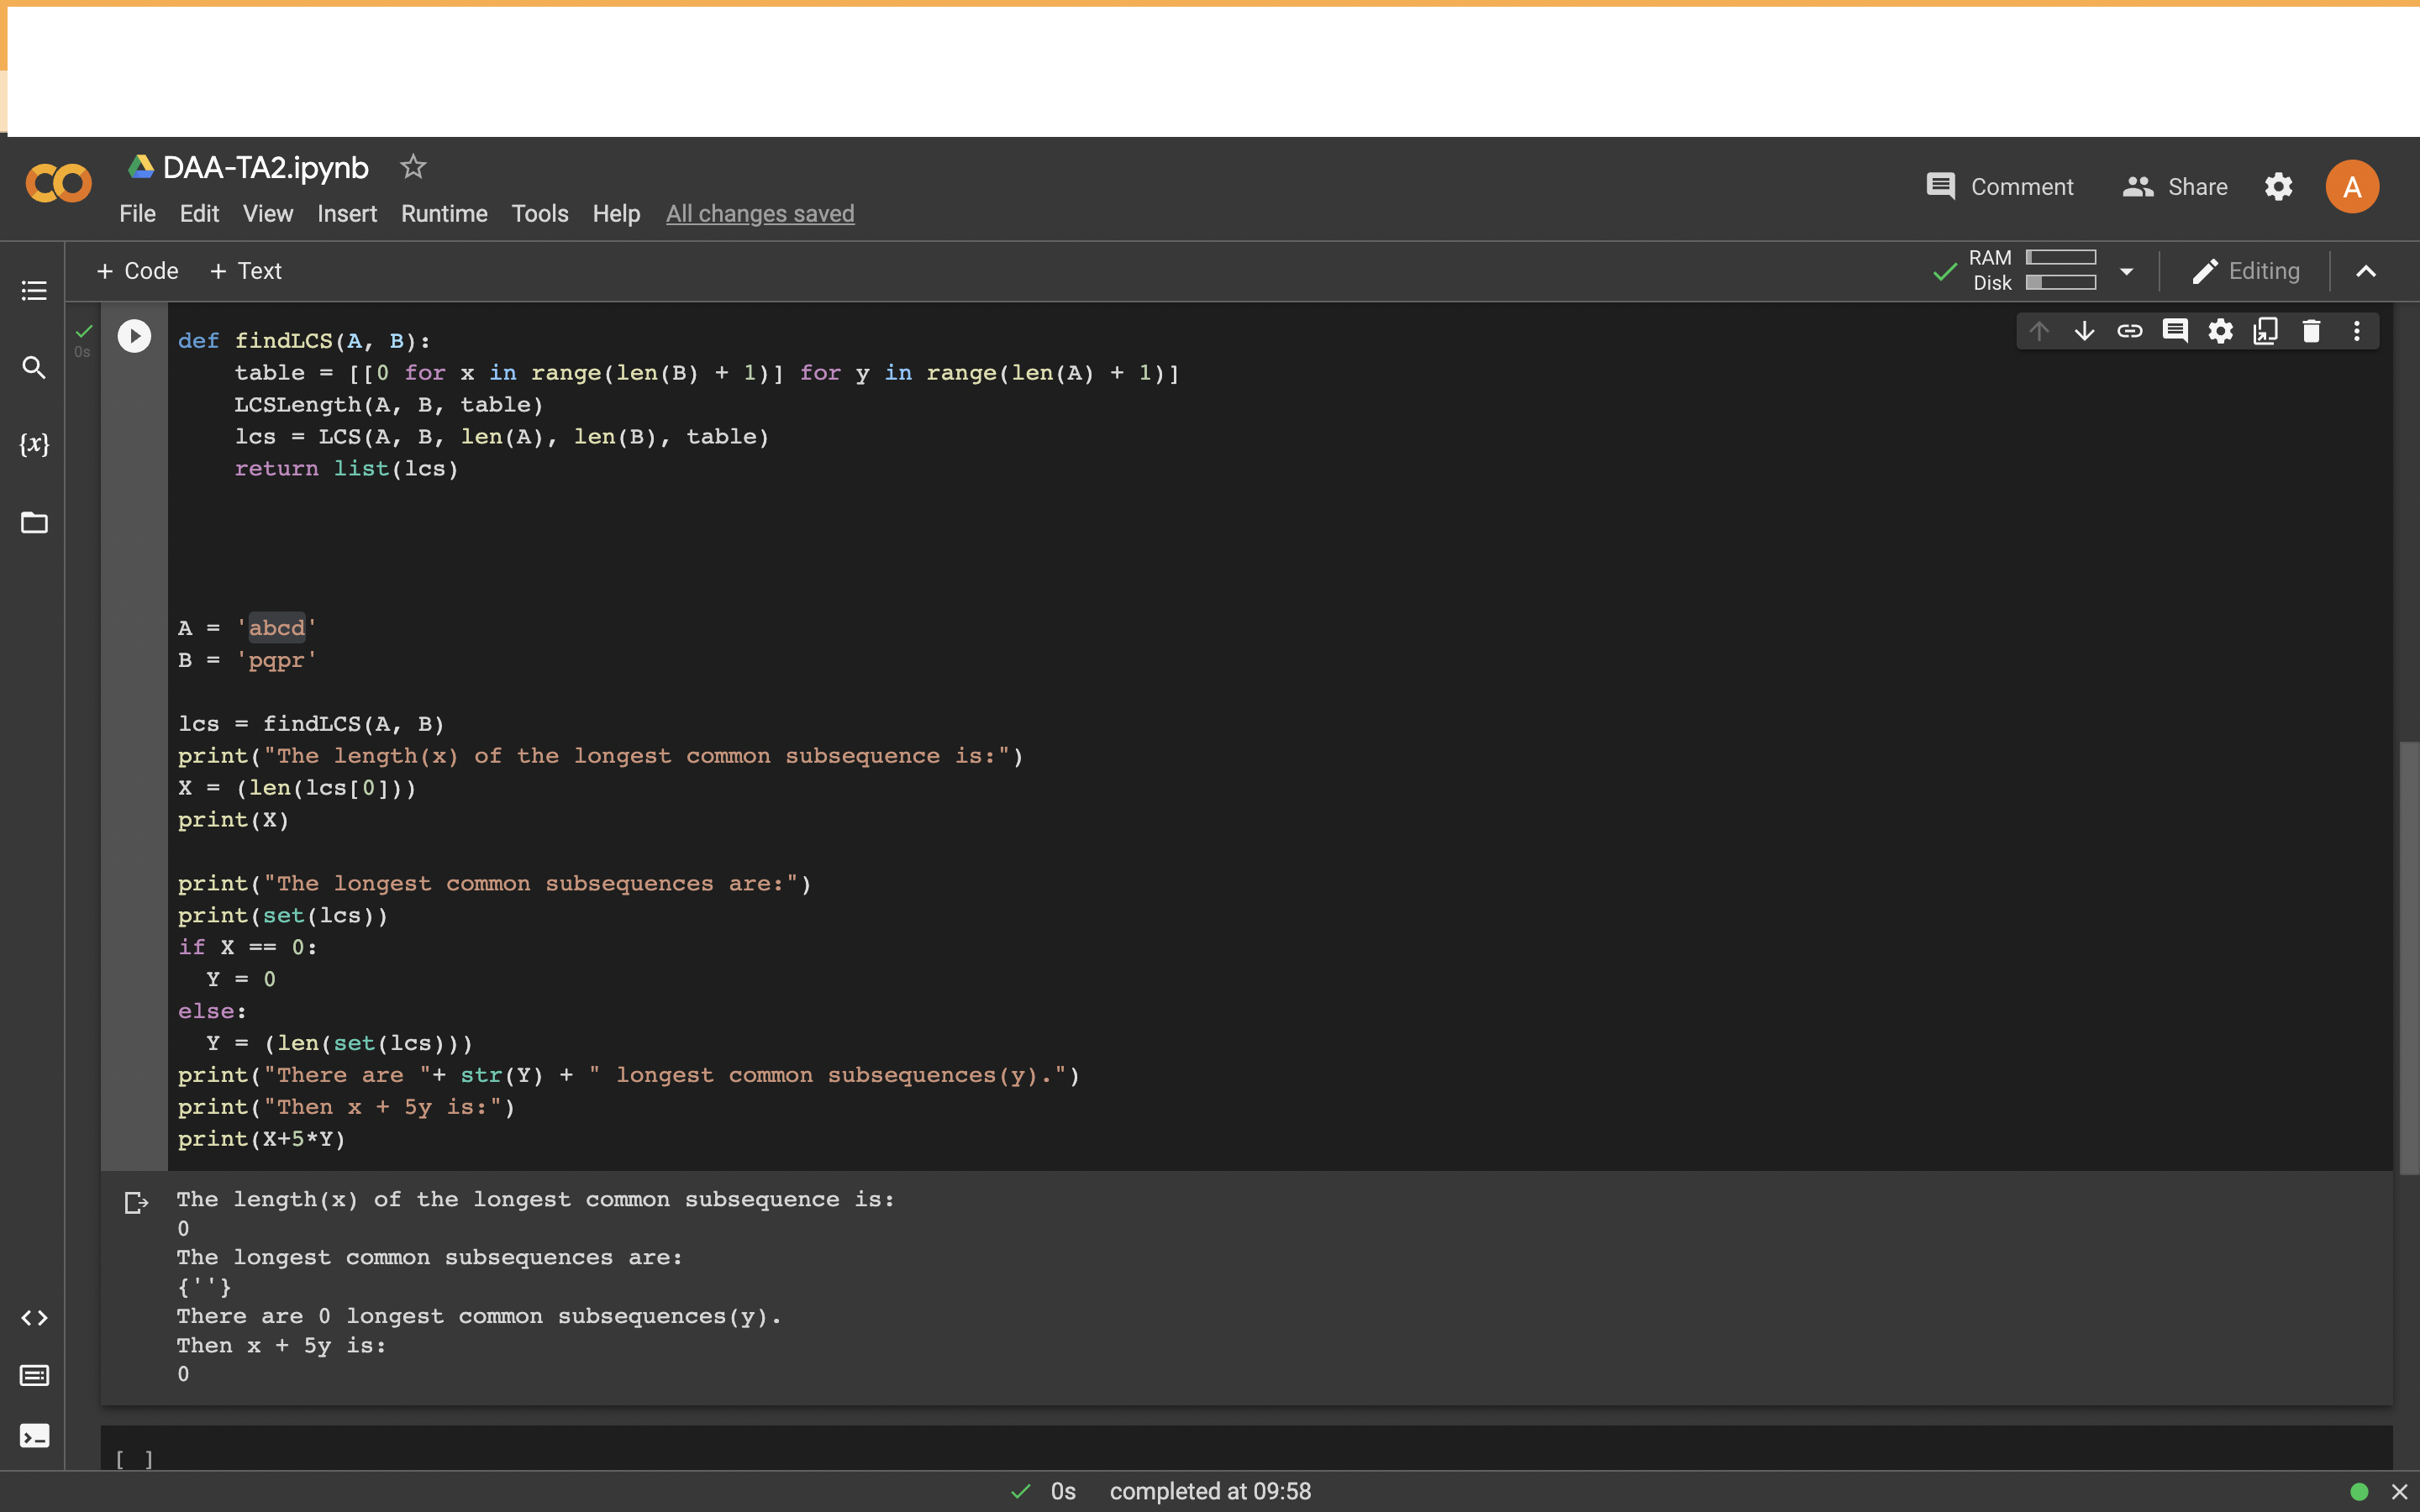 DAA-TA2.ipynb
File Edit View Insert Runtime Tools Help All changes saved
Comment Share A
+ Code + Text
RAM
Disk
Editing
0s
{x}
def findLCS(A, B):
    table = [[0 for x in range(len(B) + 1)] for y in range(len(A) + 1)]
    LCSLength(A, B, table)
    lcs = LCS(A, B, len(A), len(B), table)
    return list(lcs)
A = 'abcd'
B = 'pqpr'
lcs = findLCS(A, B)
print("The length(x) of the longest common subsequence is:")
X = (len(lcs[0]))
print(X)
print("The longest common subsequences are:")
print(set(lcs))
if X == 0:
  Y = 0
else:
  Y = (len(set(lcs)))
print("There are "+ str(Y) + " longest common subsequences(y).")
print("Then x + 5y is:")
print(X+5*Y)
The length(x) of the longest common subsequence is:
0
The longest common subsequences are:
{''}
There are 0 longest common subsequences(y).
Then x + 5y is:
0
[ ]
0s completed at 09:58